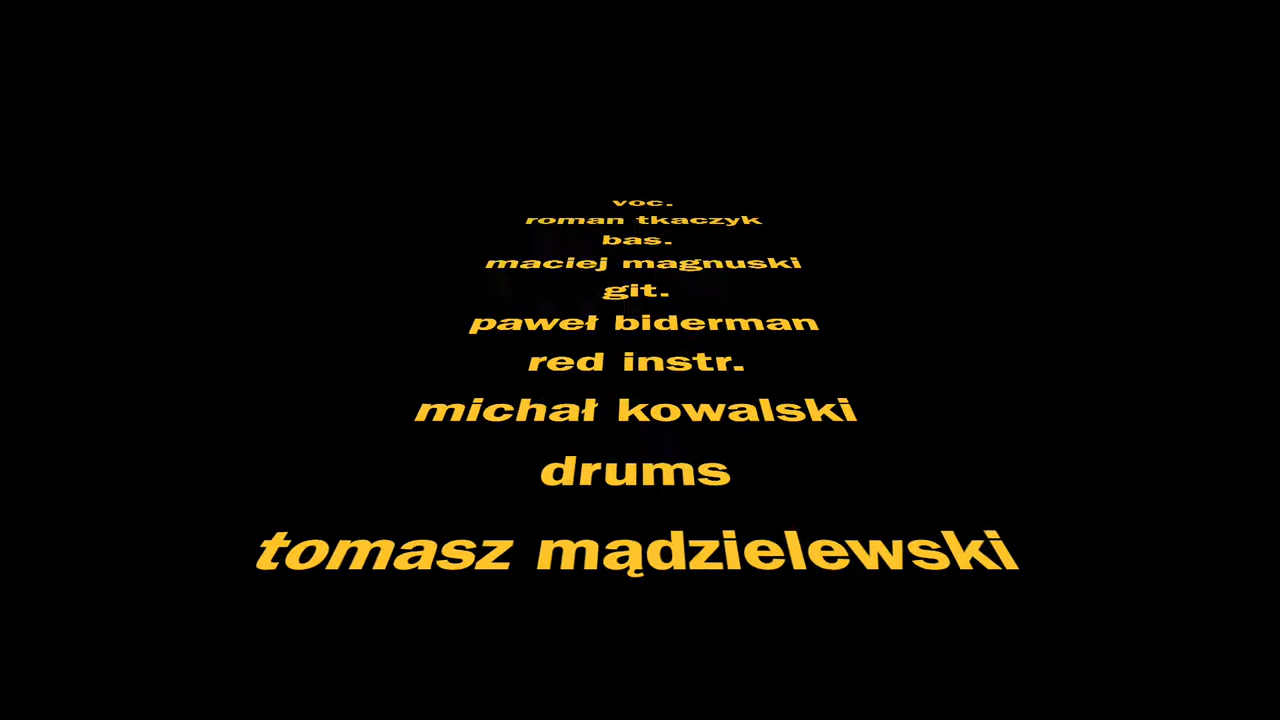 voc.
roman tkaczyk
bas.
maciej magnuski
git.
paweł biderman
red instr.
michał kowalski
drums
tomasz mądzielewski